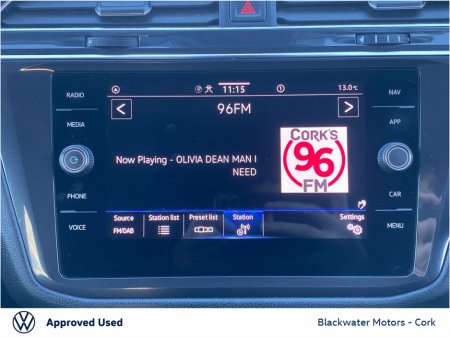 11:15
13.0°C
RADIO
MEDIA
PHONE
VOICE
NAV
APP
CAR
MENU
<
96FM
>
Now Playing - OLIVIA DEAN MAN I
NEED
CORK'S
96
FM
Source
FM/DAB
Station list
Preset list
Station
Settings
Approved Used
Blackwater Motors - Cork